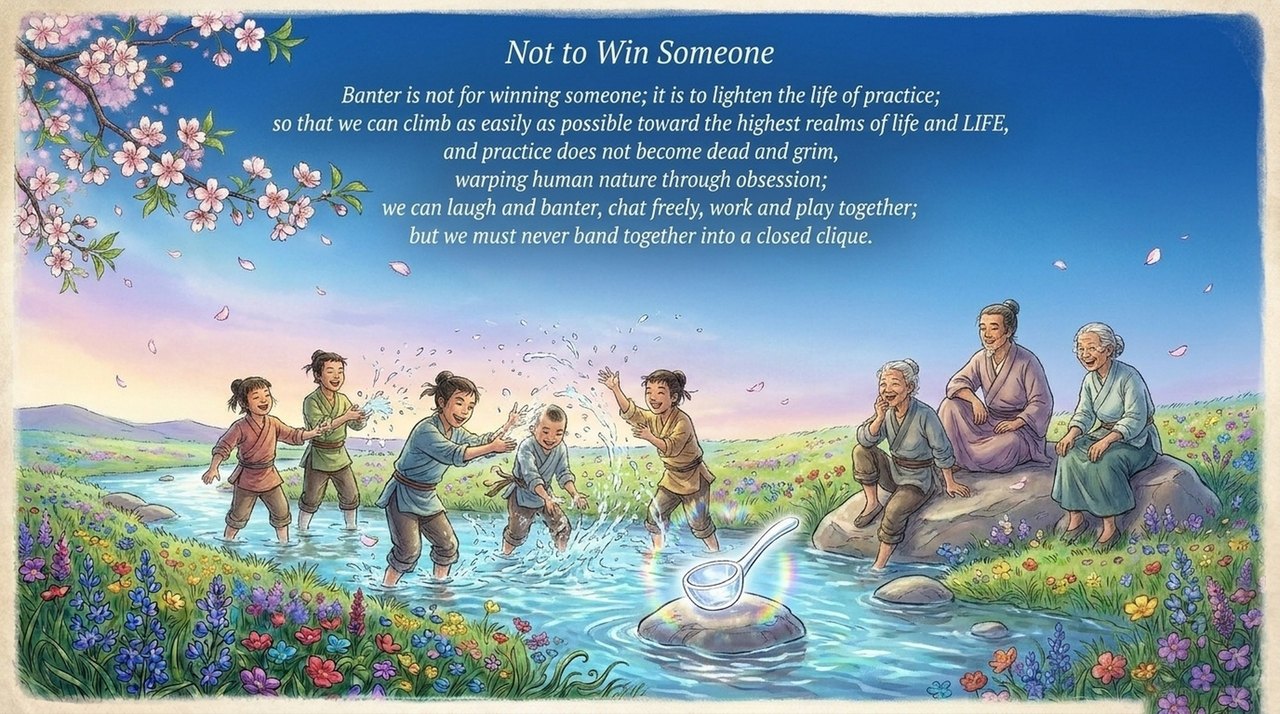 Not to Win Someone
Banter is not for winning someone; it is to lighten the life of practice;
so that we can climb as easily as possible toward the highest realms of life and LIFE,
and practice does not become dead and grim,
warping human nature through obsession;
we can laugh and banter, chat freely, work and play together;
but we must never band together into a closed clique.